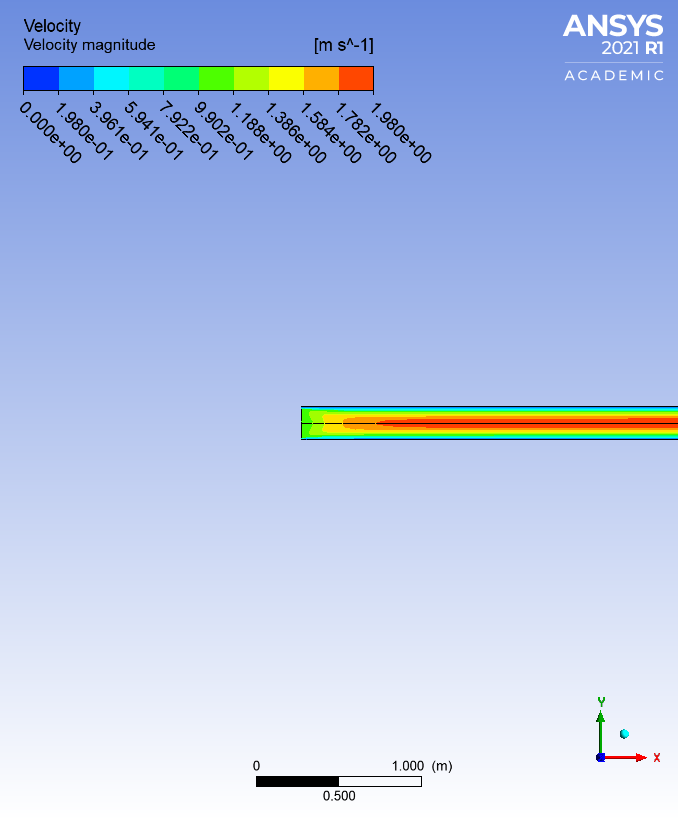 Velocity
Velocity magnitude [m s^-1]
0.000e+00
1.980e-01
3.961e-01
5.941e-01
7.922e-01
9.902e-01
1.188e+00
1.386e+00
1.584e+00
1.782e+00
1.980e+00
ANSYS
2021 R1
ACADEMIC
0 1.000 (m)
0.500
Y
X